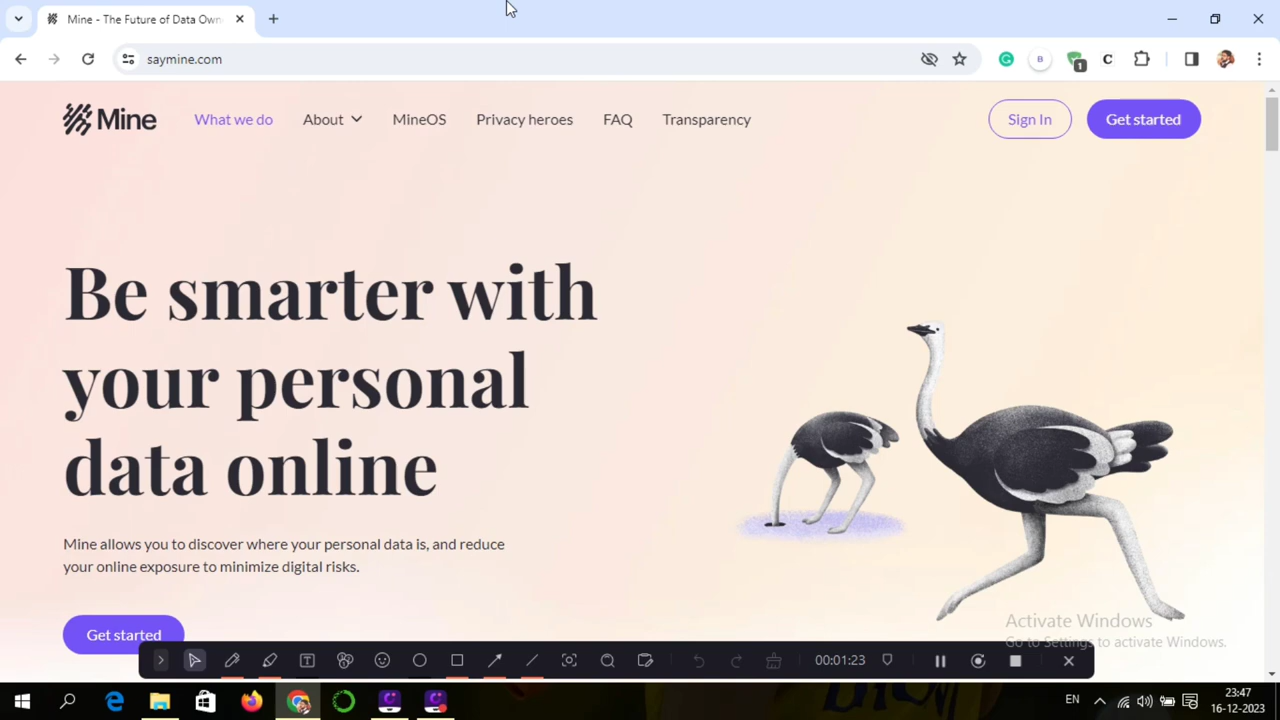 Mine - The Future of Data Own
saymine.com
B
1
C
Mine
What we do
About
MineOS
Privacy heroes
FAQ
Transparency
Sign In
Get started
Be smarter with
your personal
data online
Mine allows you to discover where your personal data is, and reduce
your online exposure to minimize digital risks.
Get started
Activate Windows
Go to Settings to activate Windows.
00:01:23
EN
23:47
16-12-2023